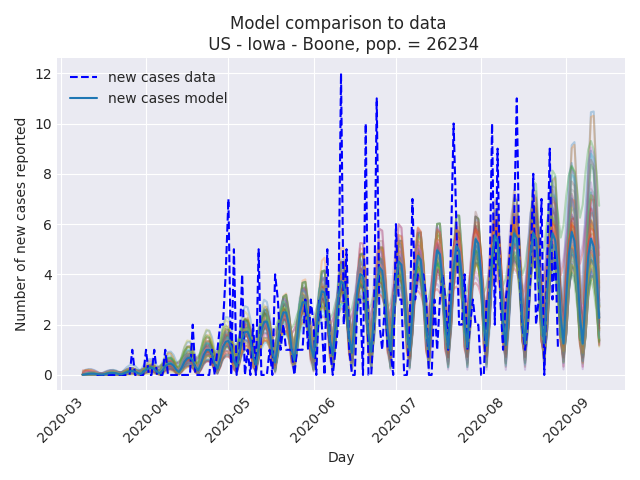 Model comparison to data
US - Iowa - Boone, pop. = 26234
new cases data
new cases model
Number of new cases reported
12
10
8
6
4
2
0
2020-03
2020-04
2020-05
2020-06
2020-07
2020-08
2020-09
Day